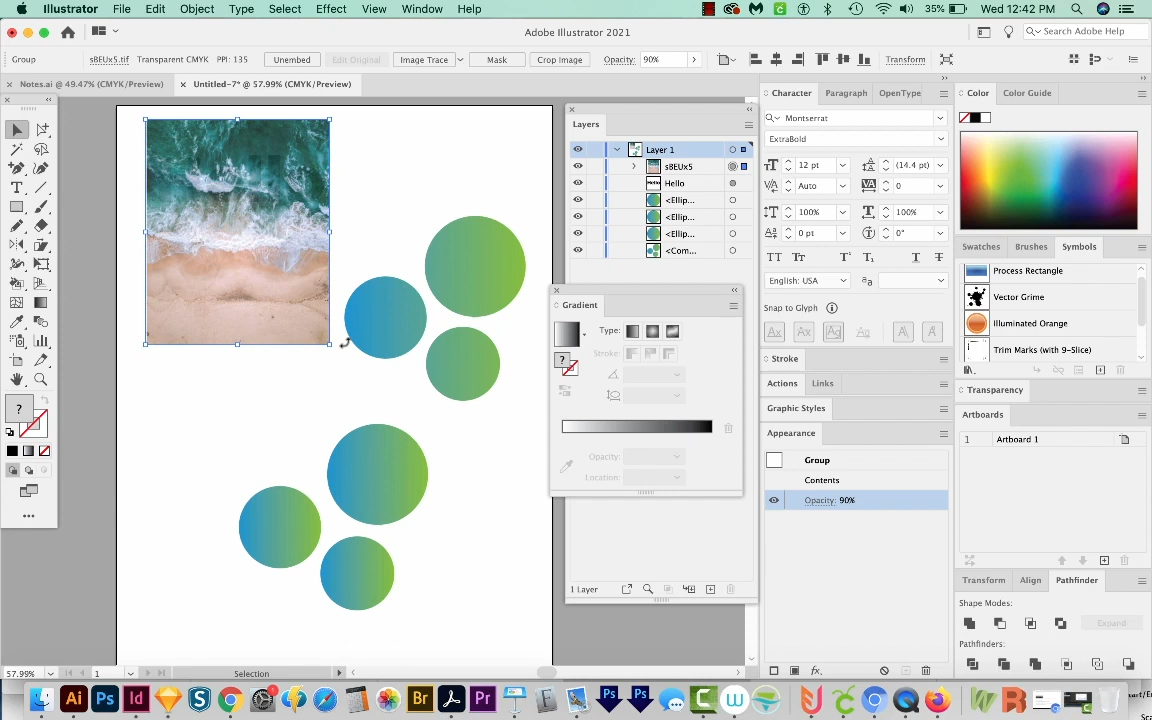 Illustrator File Edit Object Type Select Effect View Window Help 35% Wed 12:42 PM
Adobe Illustrator 2021 Search Adobe Help
Group sBEUx5.tif Transparent CMYK PPI: 135 Unembed Edit Original Image Trace Mask Crop Image Opacity: 90% Transform
Notes.ai @ 49.47% (CMYK/Preview) Untitled-7* @ 57.99% (CMYK/Preview)
Layers
Layer 1
sBEUx5
Hello
<Ellip...
<Ellip...
<Ellip...
<Com...
1 Layer
Gradient
Type:
Stroke:
Opacity:
Location:
Character Paragraph OpenType
Montserrat
ExtraBold
12 pt (14.4 pt)
Auto 0
100% 100%
0 pt 0°
English: USA
Snap to Glyph
Stroke
Actions Links
Graphic Styles
Appearance
Group
Contents
Opacity: 90%
Color Color Guide
Swatches Brushes Symbols
Process Rectangle
Vector Grime
Illuminated Orange
Trim Marks (with 9-Slice)
Transparency
Artboards
1 Artboard 1
Transform Align Pathfinder
Shape Modes:
Expand
Pathfinders:
57.99% 1 Selection